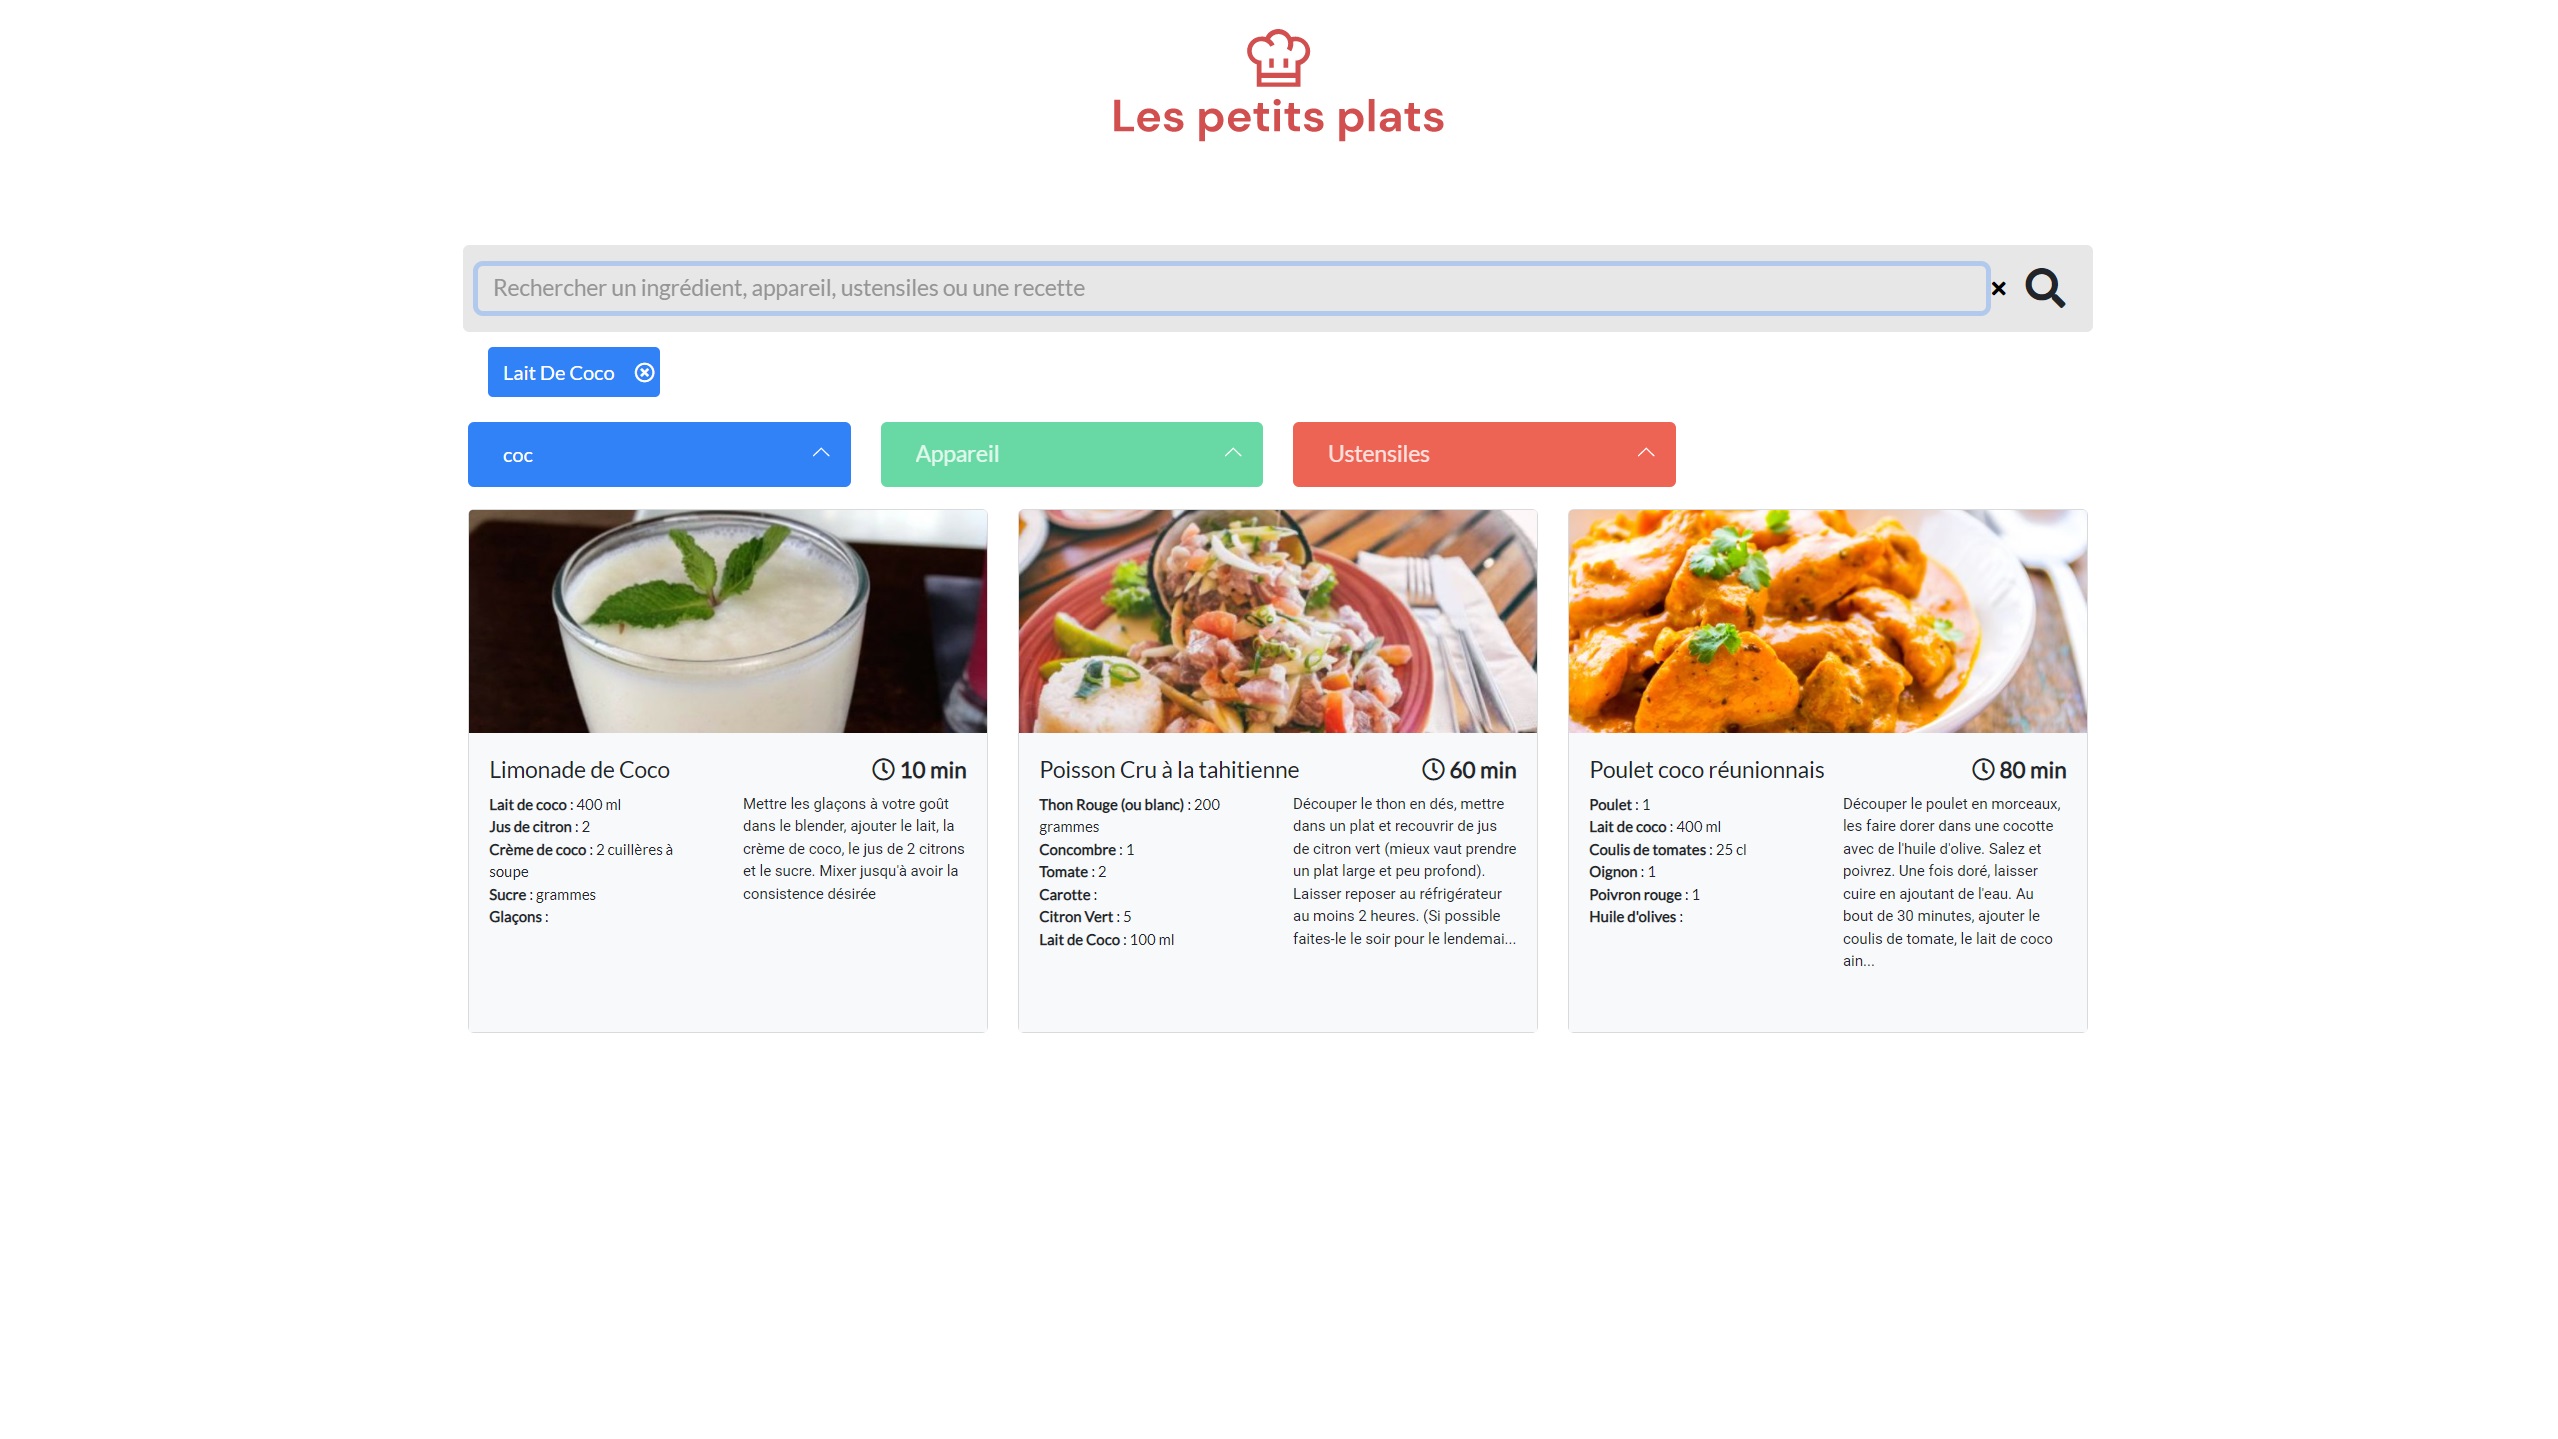 Les petits plats
Rechercher un ingrédient, appareil, ustensiles ou une recette
Lait De Coco
coc
Appareil
Ustensiles
Limonade de Coco
10 min
Lait de coco : 400 ml
Jus de citron : 2
Crème de coco : 2 cuillères à
soupe
Sucre : grammes
Glaçons :
Mettre les glaçons à votre goût
dans le blender, ajouter le lait, la
crème de coco, le jus de 2 citrons
et le sucre. Mixer jusqu'à avoir la
consistence désirée
Poisson Cru à la tahitienne
60 min
Thon Rouge (ou blanc) : 200
grammes
Concombre : 1
Tomate : 2
Carotte :
Citron Vert : 5
Lait de Coco : 100 ml
Découper le thon en dés, mettre
dans un plat et recouvrir de jus
de citron vert (mieux vaut prendre
un plat large et peu profond).
Laisser reposer au réfrigérateur
au moins 2 heures. (Si possible
faites-le le soir pour le lendemai...
Poulet coco réunionnais
80 min
Poulet : 1
Lait de coco : 400 ml
Coulis de tomates : 25 cl
Oignon : 1
Poivron rouge : 1
Huile d'olives :
Découper le poulet en morceaux,
les faire dorer dans une cocotte
avec de l'huile d'olive. Salez et
poivrez. Une fois doré, laisser
cuire en ajoutant de l'eau. Au
bout de 30 minutes, ajouter le
coulis de tomate, le lait de coco
ain...